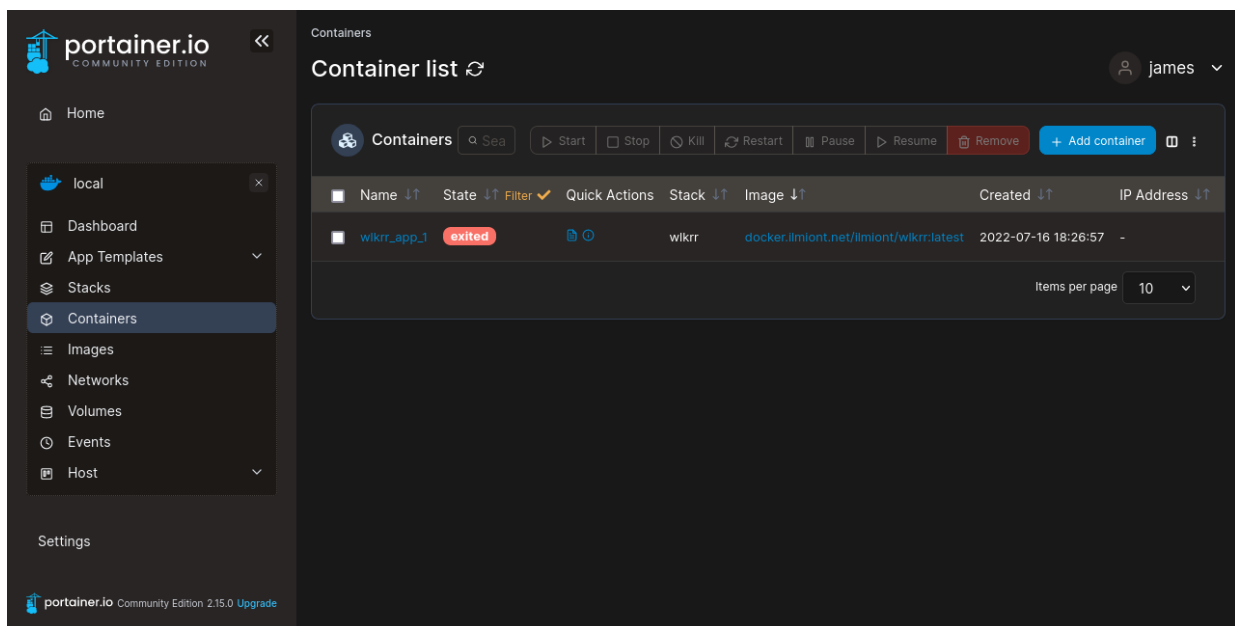 portainer.io
COMMUNITY EDITION
Home
local
Dashboard
App Templates
Stacks
Containers
Images
Networks
Volumes
Events
Host
Settings
portainer.io Community Edition 2.15.0 Upgrade
Containers
Container list
james
Containers Sea Start Stop Kill Restart Pause Resume Remove + Add container
Name State Filter Quick Actions Stack Image Created IP Address
wlkrr_app_1 exited wlkrr docker.ilmiont.net/ilmiont/wlkrr:latest 2022-07-16 18:26:57 -
Items per page 10